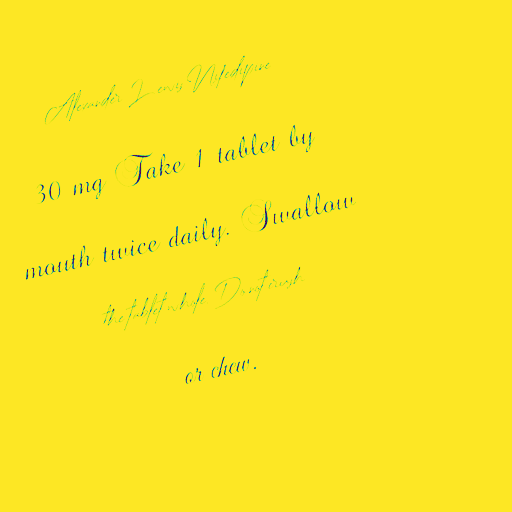 Alexander Lewis Nifedipine
30 mg Take 1 tablet by
mouth twice daily. Swallow
the tablet whole. Do not crush
or chew.